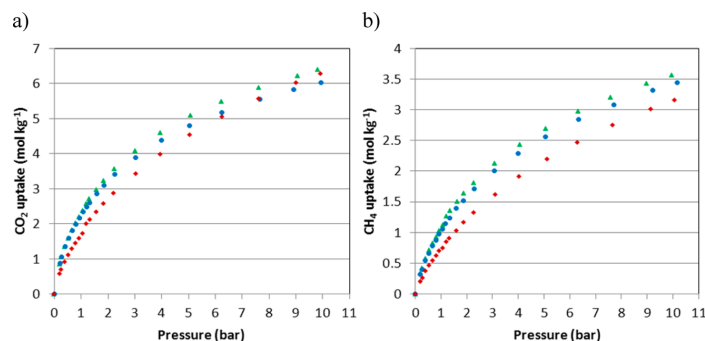 a)
7
6
5
4
3
2
1
0
CO₂ uptake (mol kg⁻¹)
0 1 2 3 4 5 6 7 8 9 10 11
Pressure (bar)
b)
4
3.5
3
2.5
2
1.5
1
0.5
0
CH₄ uptake (mol kg⁻¹)
0 1 2 3 4 5 6 7 8 9 10 11
Pressure (bar)